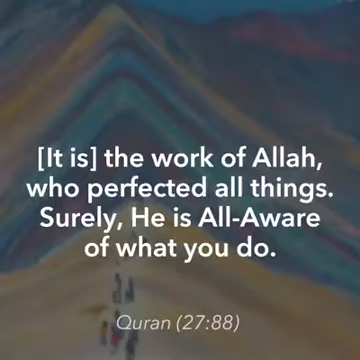 [It is] the work of Allah,
who perfected all things.
Surely, He is All-Aware
of what you do.
Quran (27:88)